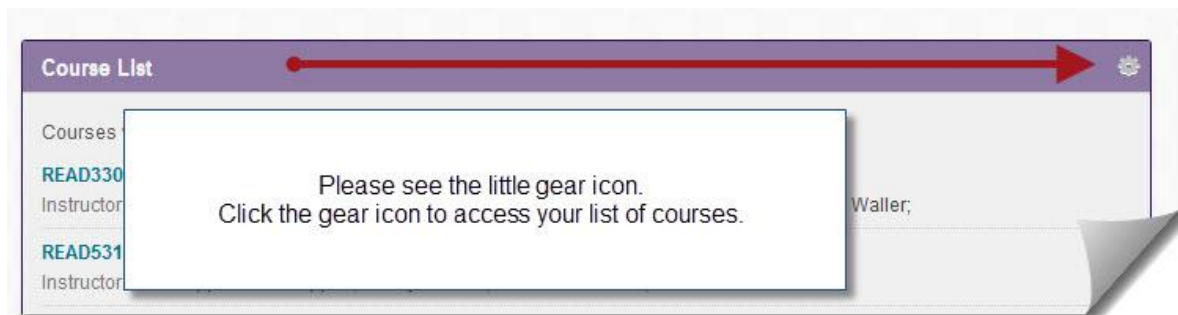 Course List
Courses
Please see the little gear icon.
READ330
Click the gear icon to access your list of courses.
Instructor
Waller;
READ531
Instructor